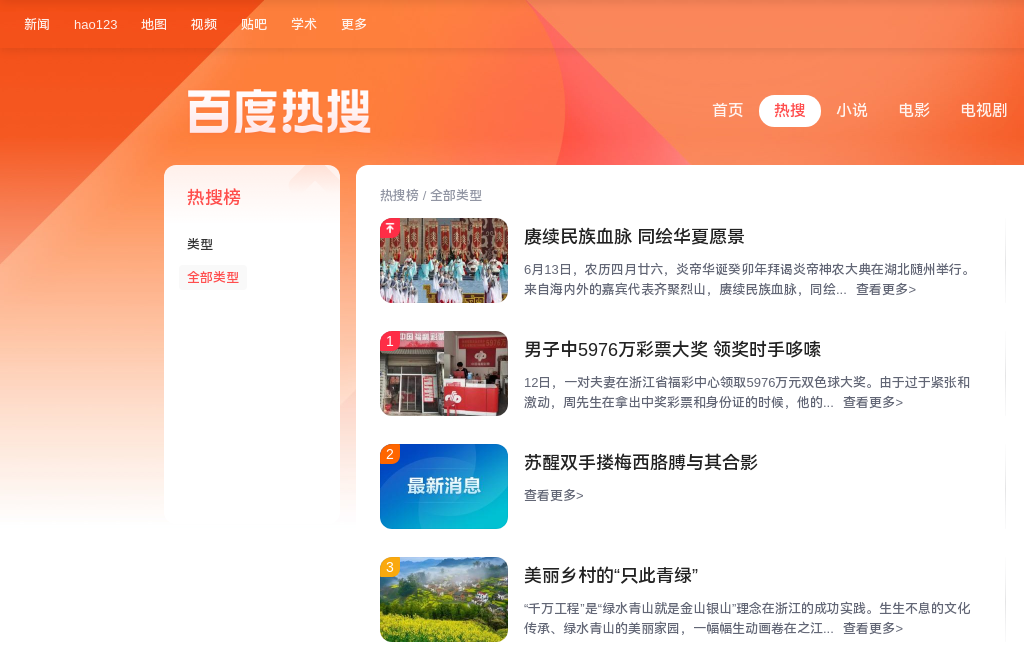 新闻 hao123 地图 视频 贴吧 学术 更多
百度热搜
首页 热搜 小说 电影 电视剧
热搜榜
类型
全部类型
热搜榜 / 全部类型
赓续民族血脉 同绘华夏愿景
6月13日，农历四月廿六，炎帝华诞癸卯年拜谒炎帝神农大典在湖北随州举行。
来自海内外的嘉宾代表齐聚烈山，赓续民族血脉，同绘... 查看更多>
1
男子中5976万彩票大奖 领奖时手哆嗦
12日，一对夫妻在浙江省福彩中心领取5976万元双色球大奖。由于过于紧张和
激动，周先生在拿出中奖彩票和身份证的时候，他的... 查看更多>
2
最新消息
苏醒双手搂梅西胳膊与其合影
查看更多>
3
美丽乡村的“只此青绿”
“千万工程”是“绿水青山就是金山银山”理念在浙江的成功实践。生生不息的文化
传承、绿水青山的美丽家园，一幅幅生动画卷在之江... 查看更多>